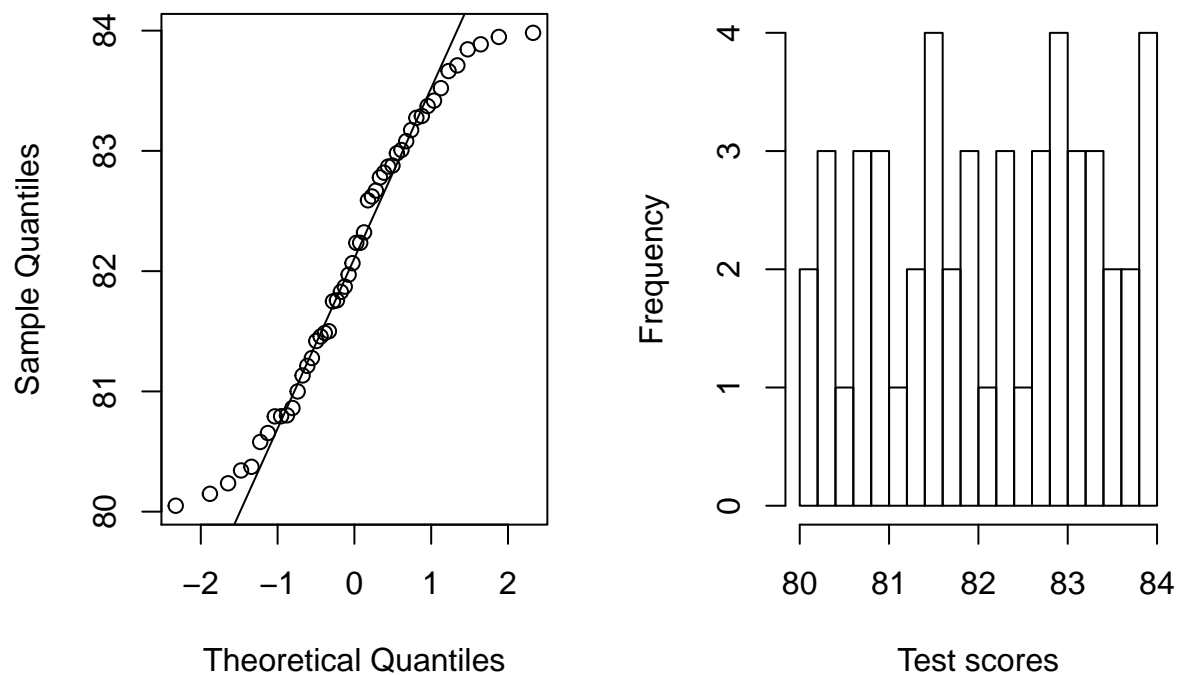 Sample Quantiles
84
83
82
81
80
−2 −1 0 1 2
Theoretical Quantiles
Frequency
4
3
2
1
0
80 81 82 83 84
Test scores